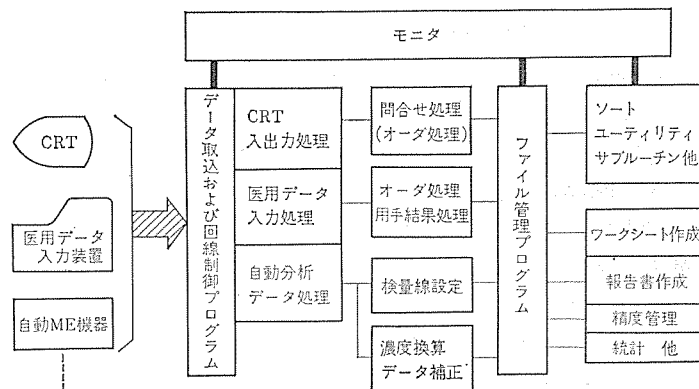 モニタ
CRT
医用データ
入力装置
自動ME機器
データ取込および回線制御プログラム
CRT
入出力処理
医用データ
入力処理
自動分析
データ処理
問合せ処理
(オーダ処理)
オーダ処理
用手結果処理
検量線設定
濃度換算
データ補正
ファイル管理プログラム
ソート
ユーティリティ
サブルーチン他
ワークシート作成
報告書作成
精度管理
統計 他